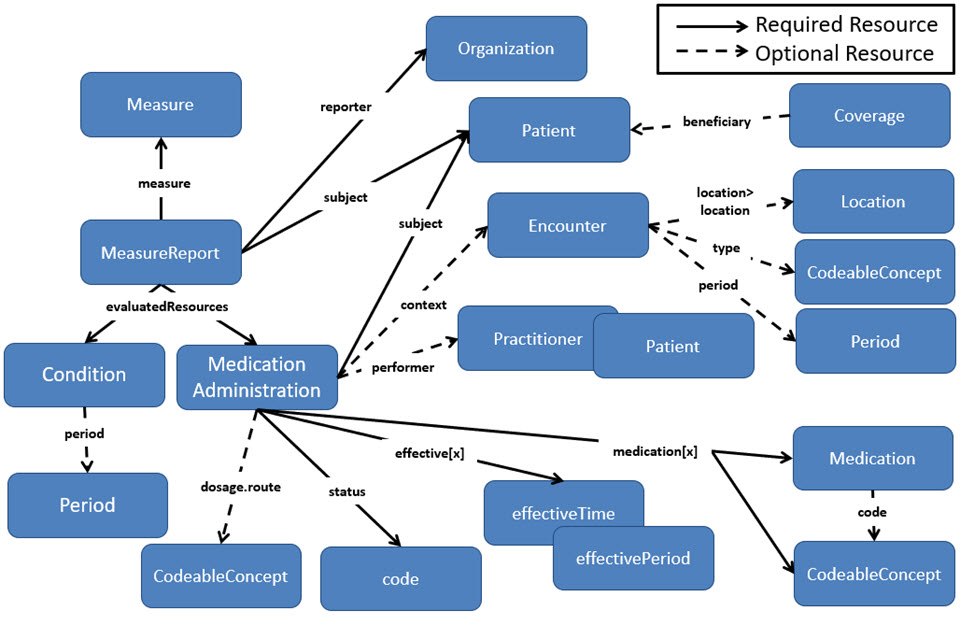 Required Resource
Optional Resource
Organization
Measure
reporter
Patient
beneficiary
Coverage
measure
subject
location>
location
Location
subject
Encounter
type
MeasureReport
CodeableConcept
period
evaluatedResources
context
Practitioner
Patient
Period
performer
Condition
Medication
Administration
period
effective[x]
medication[x]
Medication
dosage.route
status
Period
effectiveTime
code
effectivePeriod
CodeableConcept
code
CodeableConcept